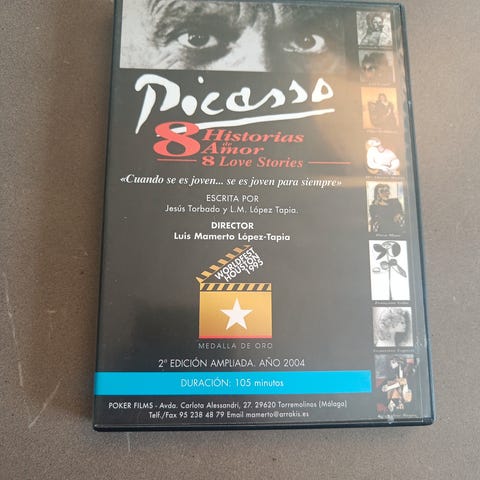 Picasso
8 Historias
de
Amor
8 Love Stories
«Cuando se es joven... se es joven para siempre»
ESCRITA POR
Jesús Torbado y L.M. López Tapia.
DIRECTOR
Luis Mamerto López-Tapia
WORLDFEST
HOUSTON
1995
MEDALLA DE ORO
2ª EDICIÓN AMPLIADA. AÑO 2004
DURACIÓN: 105 minutos
POKER FILMS - Avda. Carlota Alessandri, 27. 29620 Torremolinos (Málaga)
Telf./Fax 95 238 48 79 Email mamerto@arrakis.es